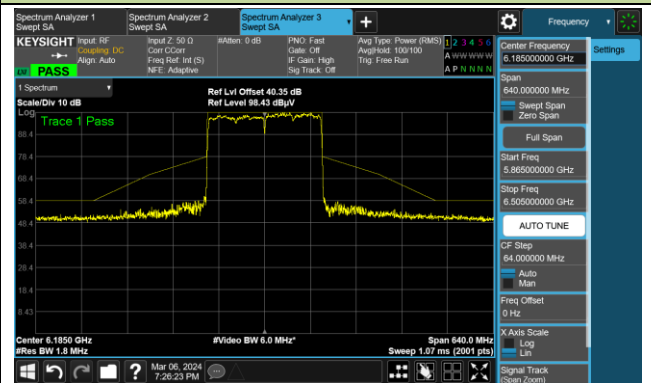 Spectrum Analyzer 1
Swept SA
Spectrum Analyzer 2
Swept SA
Spectrum Analyzer 3
Swept SA
Frequency
KEYSIGHT
Input: RF
Coupling: DC
Align: Auto
Input Z: 50 Ω
Corr CCorr
Freq Ref: Int (S)
NFE: Adaptive
#Atten: 0 dB
PNO: Fast
Gate: Off
IF Gain: High
Sig Track: Off
Avg Type: Power (RMS)
Avg|Hold: 100/100
Trig: Free Run
1 2 3 4 5 6
A W W W W W
A P N N N N
PASS
1 Spectrum
Scale/Div 10 dB
Ref Lvl Offset 40.35 dB
Ref Level 98.43 dBµV
Log
Trace 1 Pass
88.4
78.4
68.4
58.4
48.4
38.4
28.4
18.4
8.43
Center 6.1850 GHz
#Res BW 1.8 MHz
#Video BW 6.0 MHz*
Span 640.0 MHz
Sweep 1.07 ms (2001 pts)
Center Frequency
6.185000000 GHz
Settings
Span
640.000000 MHz
Swept Span
Zero Span
Full Span
Start Freq
5.865000000 GHz
Stop Freq
6.505000000 GHz
AUTO TUNE
CF Step
64.000000 MHz
Auto
Man
Freq Offset
0 Hz
X Axis Scale
Log
Lin
Signal Track
(Span Zoom)
Mar 06, 2024
7:26:23 PM